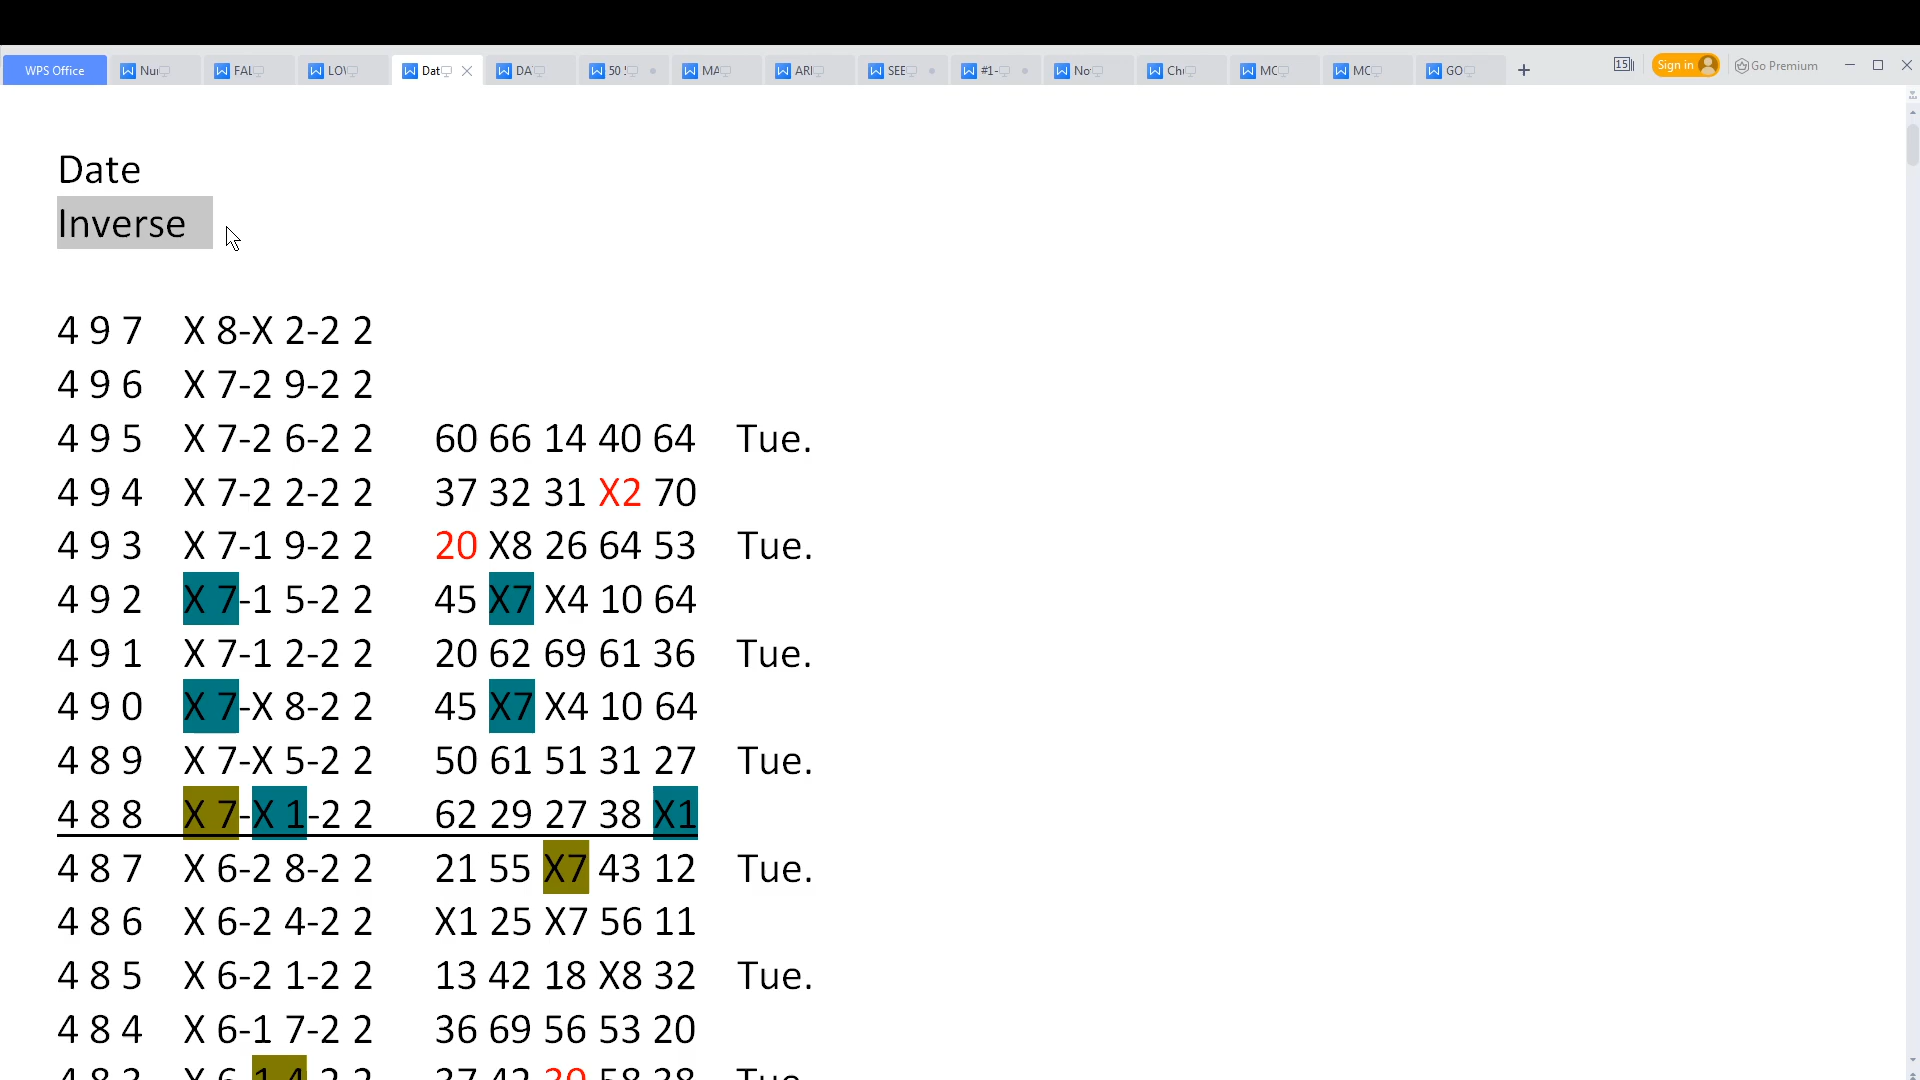 WPS Office Nu FAL LO Dat DA 50 MA ARI SEE #1- No Ch MC MC GO Sign in Go Premium
Date
Inverse
4 9 7 X 8-X 2-2 2
4 9 6 X 7-2 9-2 2
4 9 5 X 7-2 6-2 2 60 66 14 40 64 Tue.
4 9 4 X 7-2 2-2 2 37 32 31 X2 70
4 9 3 X 7-1 9-2 2 20 X8 26 64 53 Tue.
4 9 2 X 7-1 5-2 2 45 X7 X4 10 64
4 9 1 X 7-1 2-2 2 20 62 69 61 36 Tue.
4 9 0 X 7-X 8-2 2 45 X7 X4 10 64
4 8 9 X 7-X 5-2 2 50 61 51 31 27 Tue.
4 8 8 X 7-X 1-2 2 62 29 27 38 X1
4 8 7 X 6-2 8-2 2 21 55 X7 43 12 Tue.
4 8 6 X 6-2 4-2 2 X1 25 X7 56 11
4 8 5 X 6-2 1-2 2 13 42 18 X8 32 Tue.
4 8 4 X 6-1 7-2 2 36 69 56 53 20